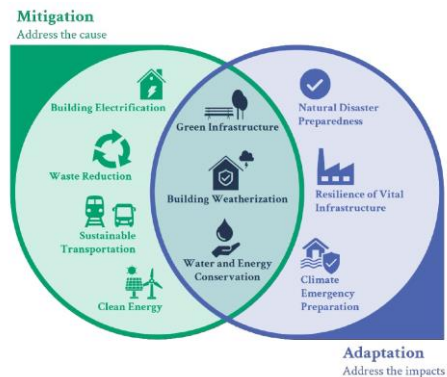 Mitigation
Address the cause
Building Electrification
Waste Reduction
Sustainable
Transportation
Clean Energy
Green Infrastructure
Building Weatherization
Water and Energy
Conservation
Natural Disaster
Preparedness
Resilience of Vital
Infrastructure
Climate
Emergency
Preparation
Adaptation
Address the impacts